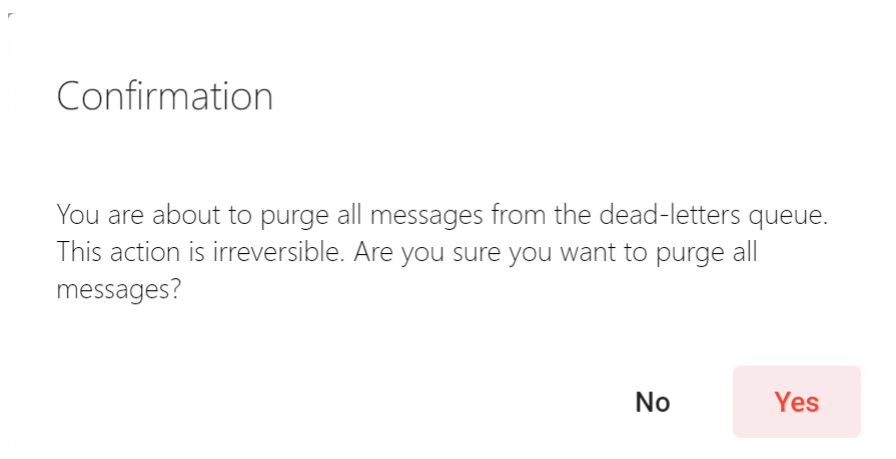 Confirmation
You are about to purge all messages from the dead-letters queue.
This action is irreversible. Are you sure you want to purge all
messages?
No
Yes